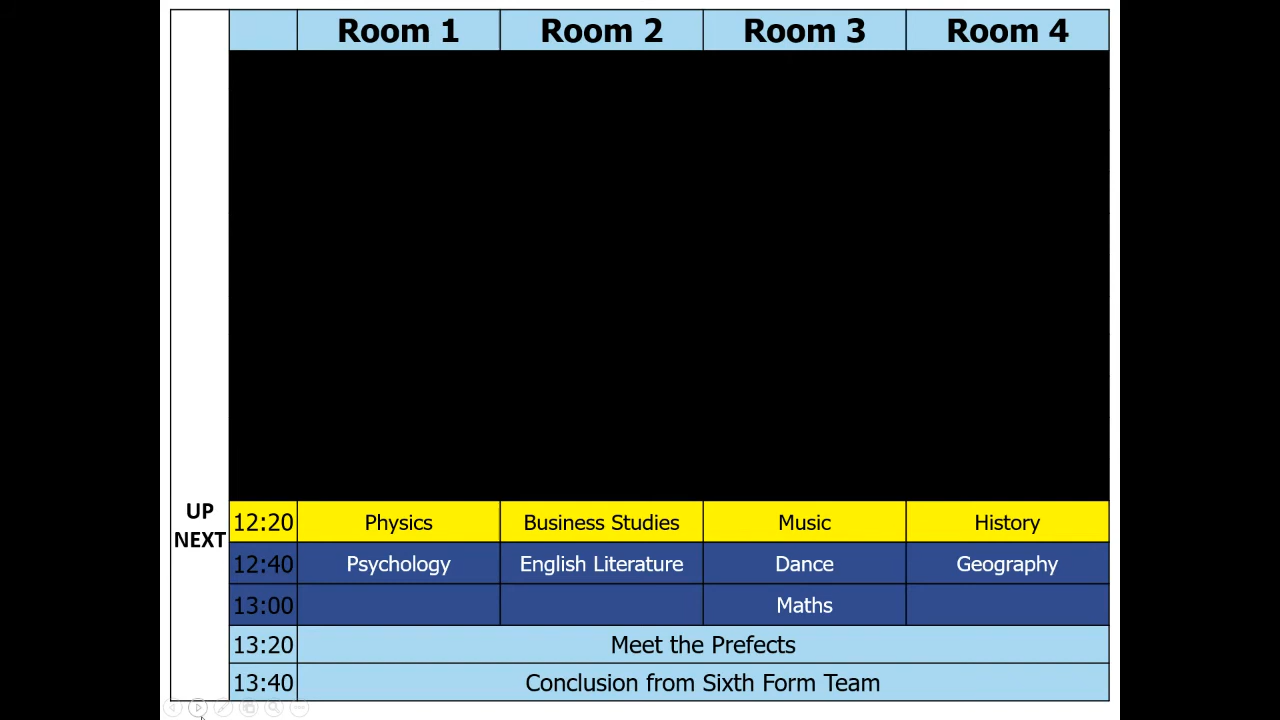 Room 1 Room 2 Room 3 Room 4
UP
NEXT
12:20 Physics Business Studies Music History
12:40 Psychology English Literature Dance Geography
13:00 Maths
13:20 Meet the Prefects
13:40 Conclusion from Sixth Form Team